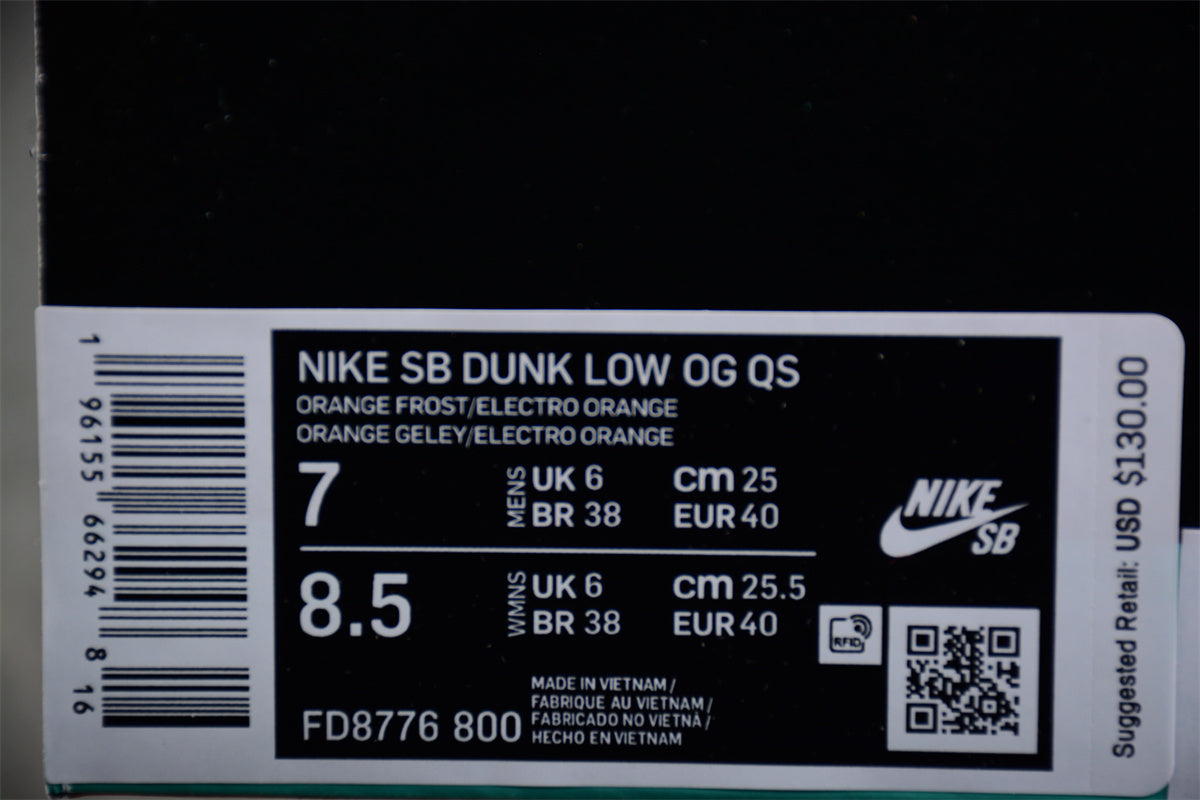 1 96155 66294 8 16
NIKE SB DUNK LOW OG QS
ORANGE FROST/ELECTRO ORANGE
ORANGE GELEY/ELECTRO ORANGE
7 MENS UK 6 cm 25
BR 38 EUR 40
8.5 WMNS UK 6 cm 25.5
BR 38 EUR 40
FD8776 800
MADE IN VIETNAM /
FABRIQUE AU VIETNAM /
FABRICADO NO VIETNÃ /
HECHO EN VIETNAM
NIKE
SB
RFID
Suggested Retail: USD $130.00